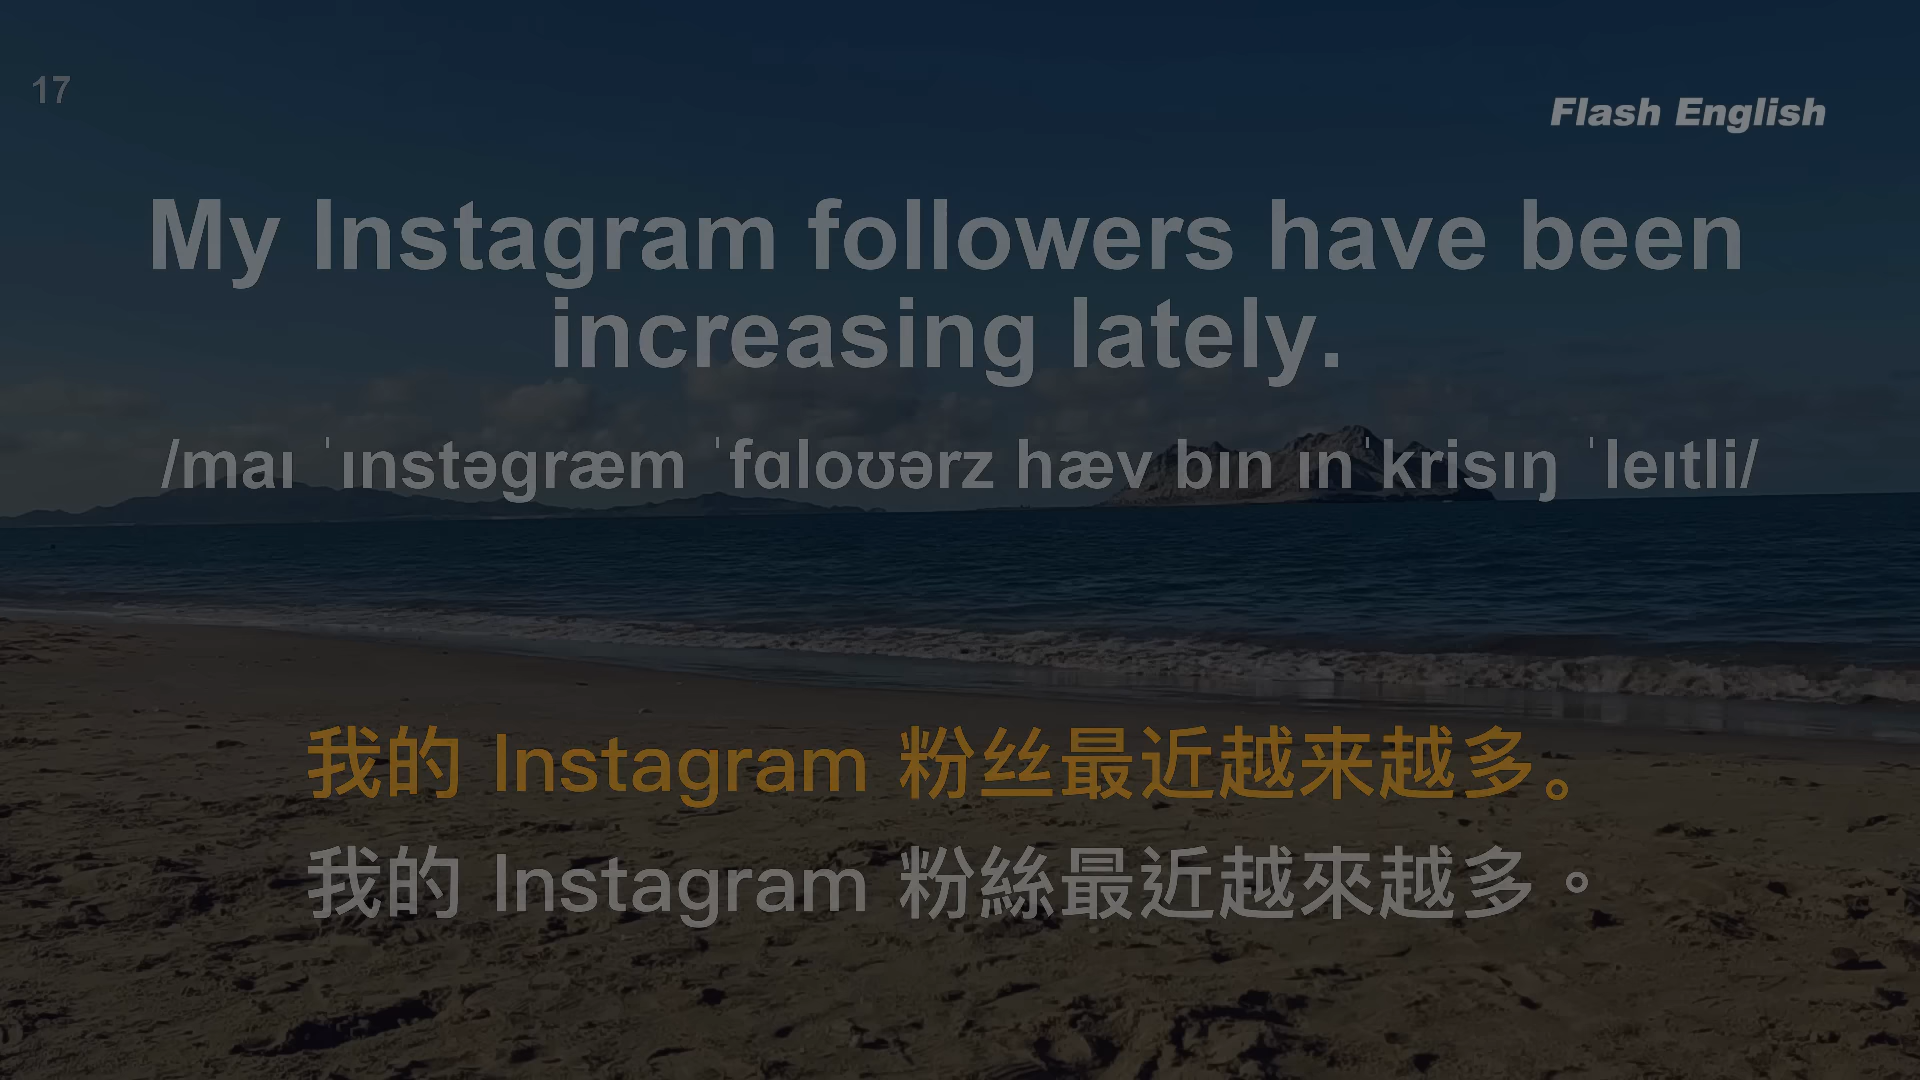 17
Flash English
My Instagram followers have been
increasing lately.
/maɪ ˈɪnstəgræm ˈfɑloʊərz hæv bɪn ɪnˈkrisɪŋ ˈleɪtli/
我的 Instagram 粉丝最近越来越多。
我的 Instagram 粉絲最近越來越多。